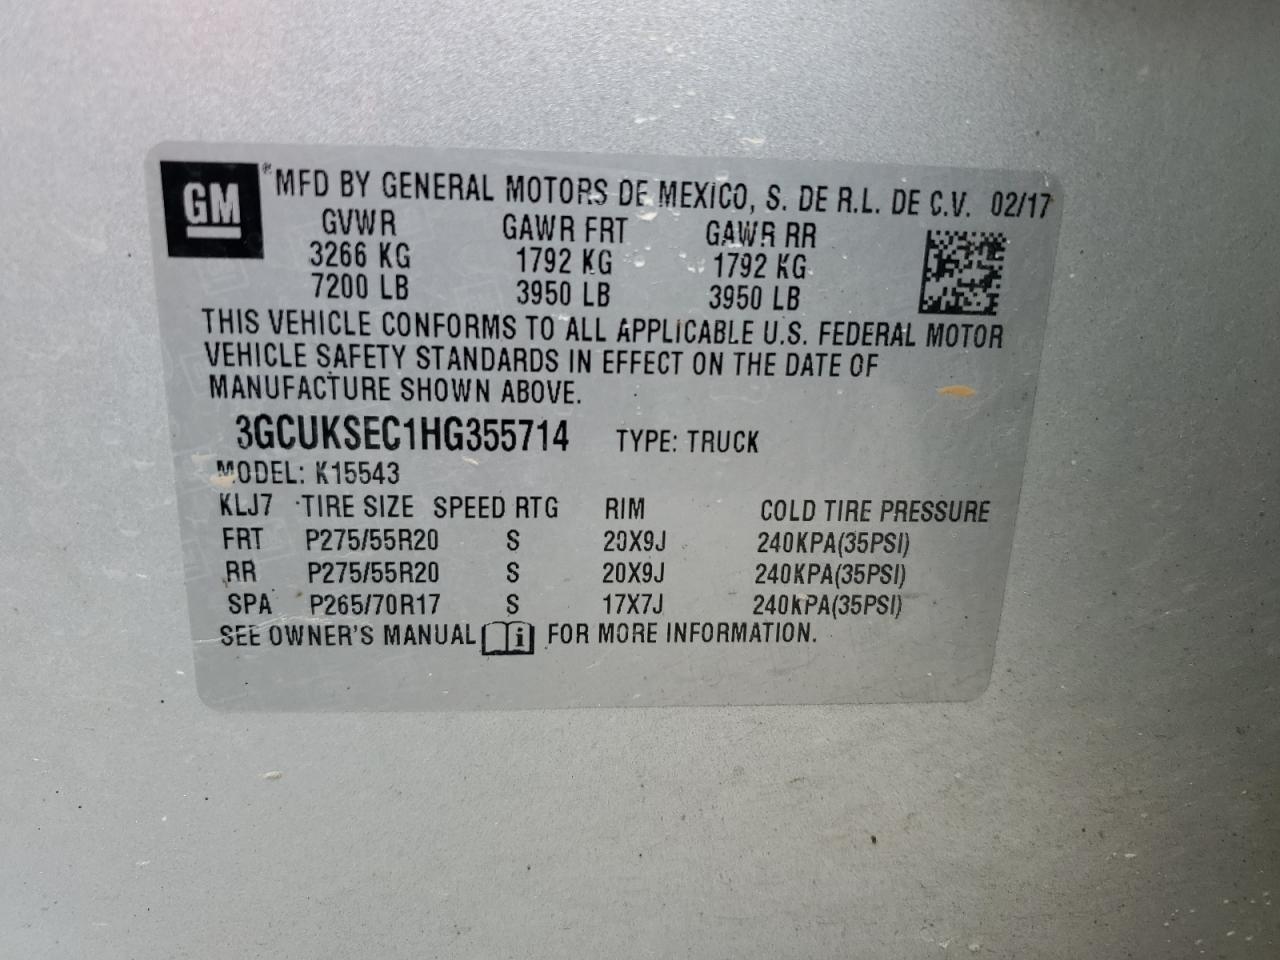 GM ® MFD BY GENERAL MOTORS DE MEXICO, S. DE R.L. DE C.V. 02/17
GVWR GAWR FRT GAWR RR
3266 KG 1792 KG 1792 KG
7200 LB 3950 LB 3950 LB
THIS VEHICLE CONFORMS TO ALL APPLICABLE U.S. FEDERAL MOTOR
VEHICLE SAFETY STANDARDS IN EFFECT ON THE DATE OF
MANUFACTURE SHOWN ABOVE.
3GCUKSEC1HG355714 TYPE: TRUCK
MODEL: K15543
KLJ7 TIRE SIZE SPEED RTG RIM COLD TIRE PRESSURE
FRT P275/55R20 S 20X9J 240KPA(35PSI)
RR P275/55R20 S 20X9J 240KPA(35PSI)
SPA P265/70R17 S 17X7J 240KPA(35PSI)
SEE OWNER'S MANUAL i FOR MORE INFORMATION.